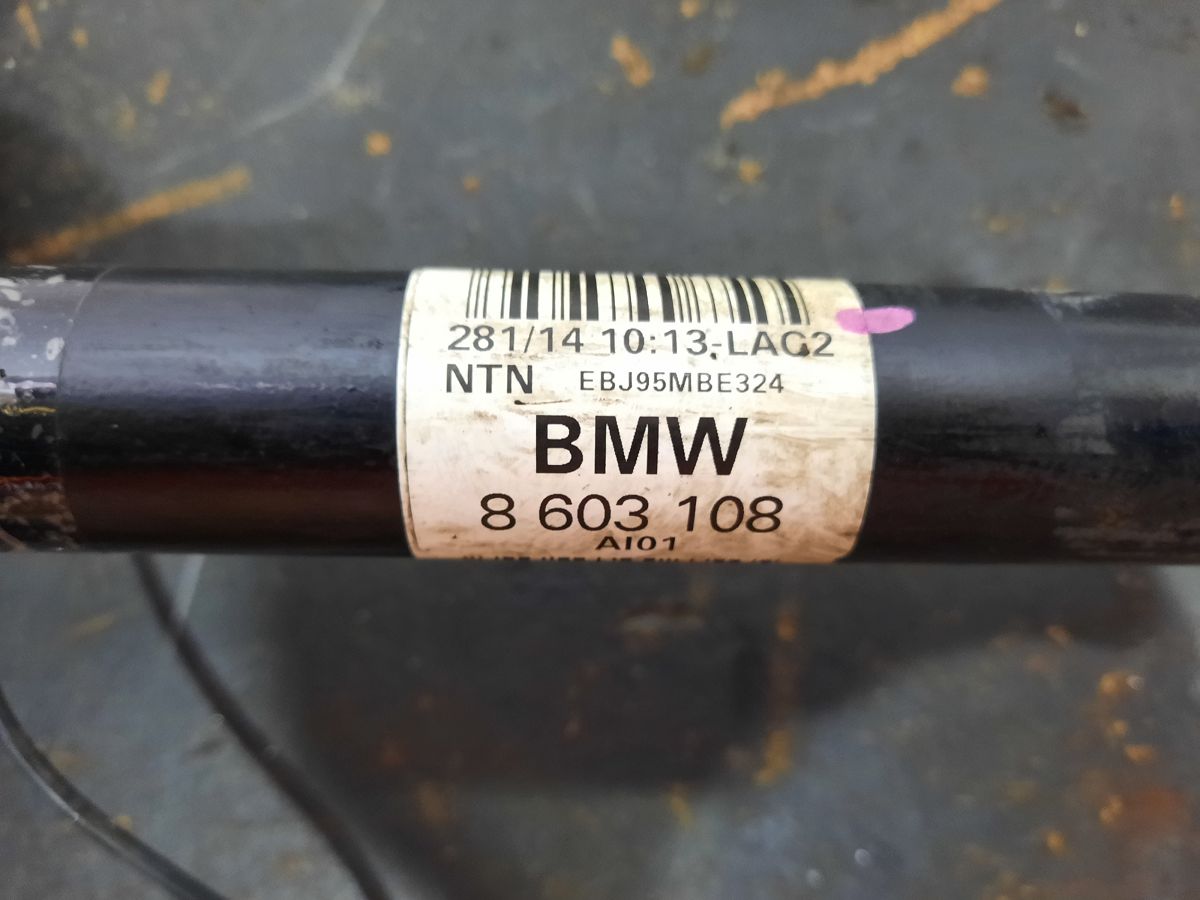 281/14 10:13-LAG2
NTN EBJ95MBE324
BMW
8 603 108
AI01